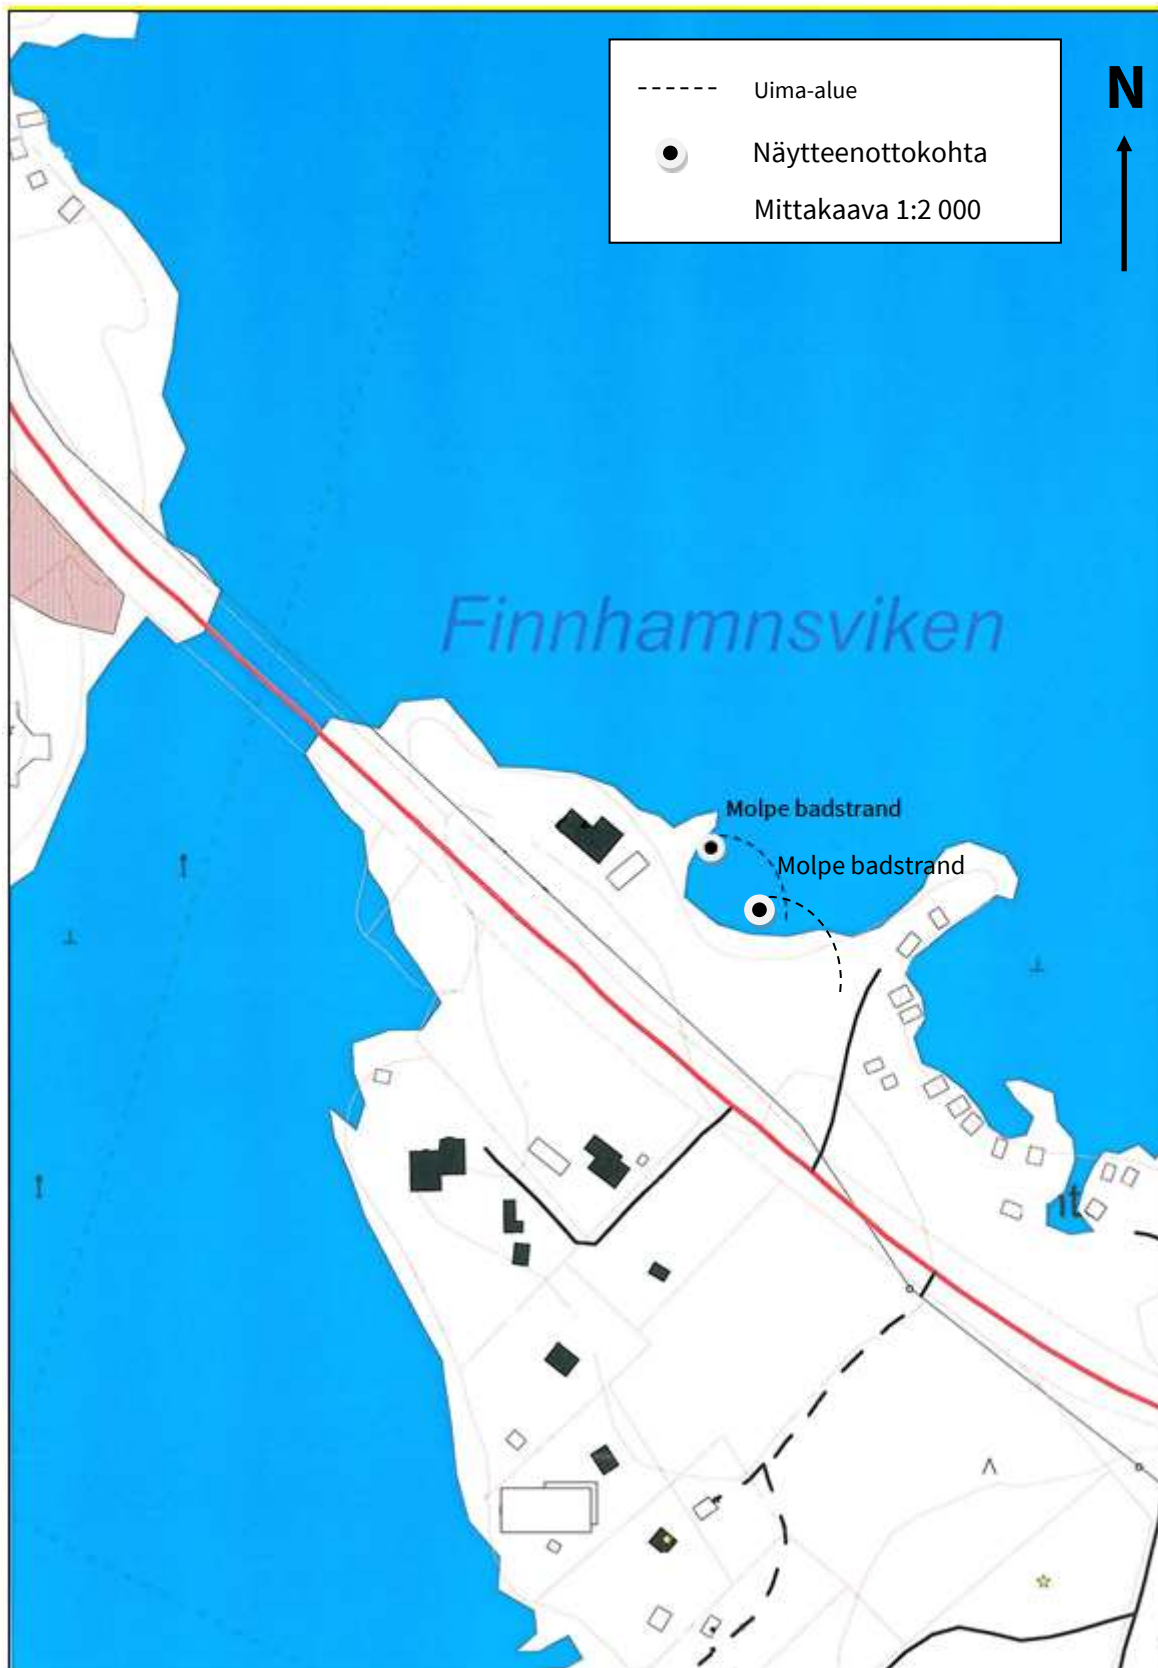 Uima-alue
N
Näytteenottokohta
Mittakaava 1:2 000
Finnhamnsviken
Molpe badstrand
Molpe badstrand